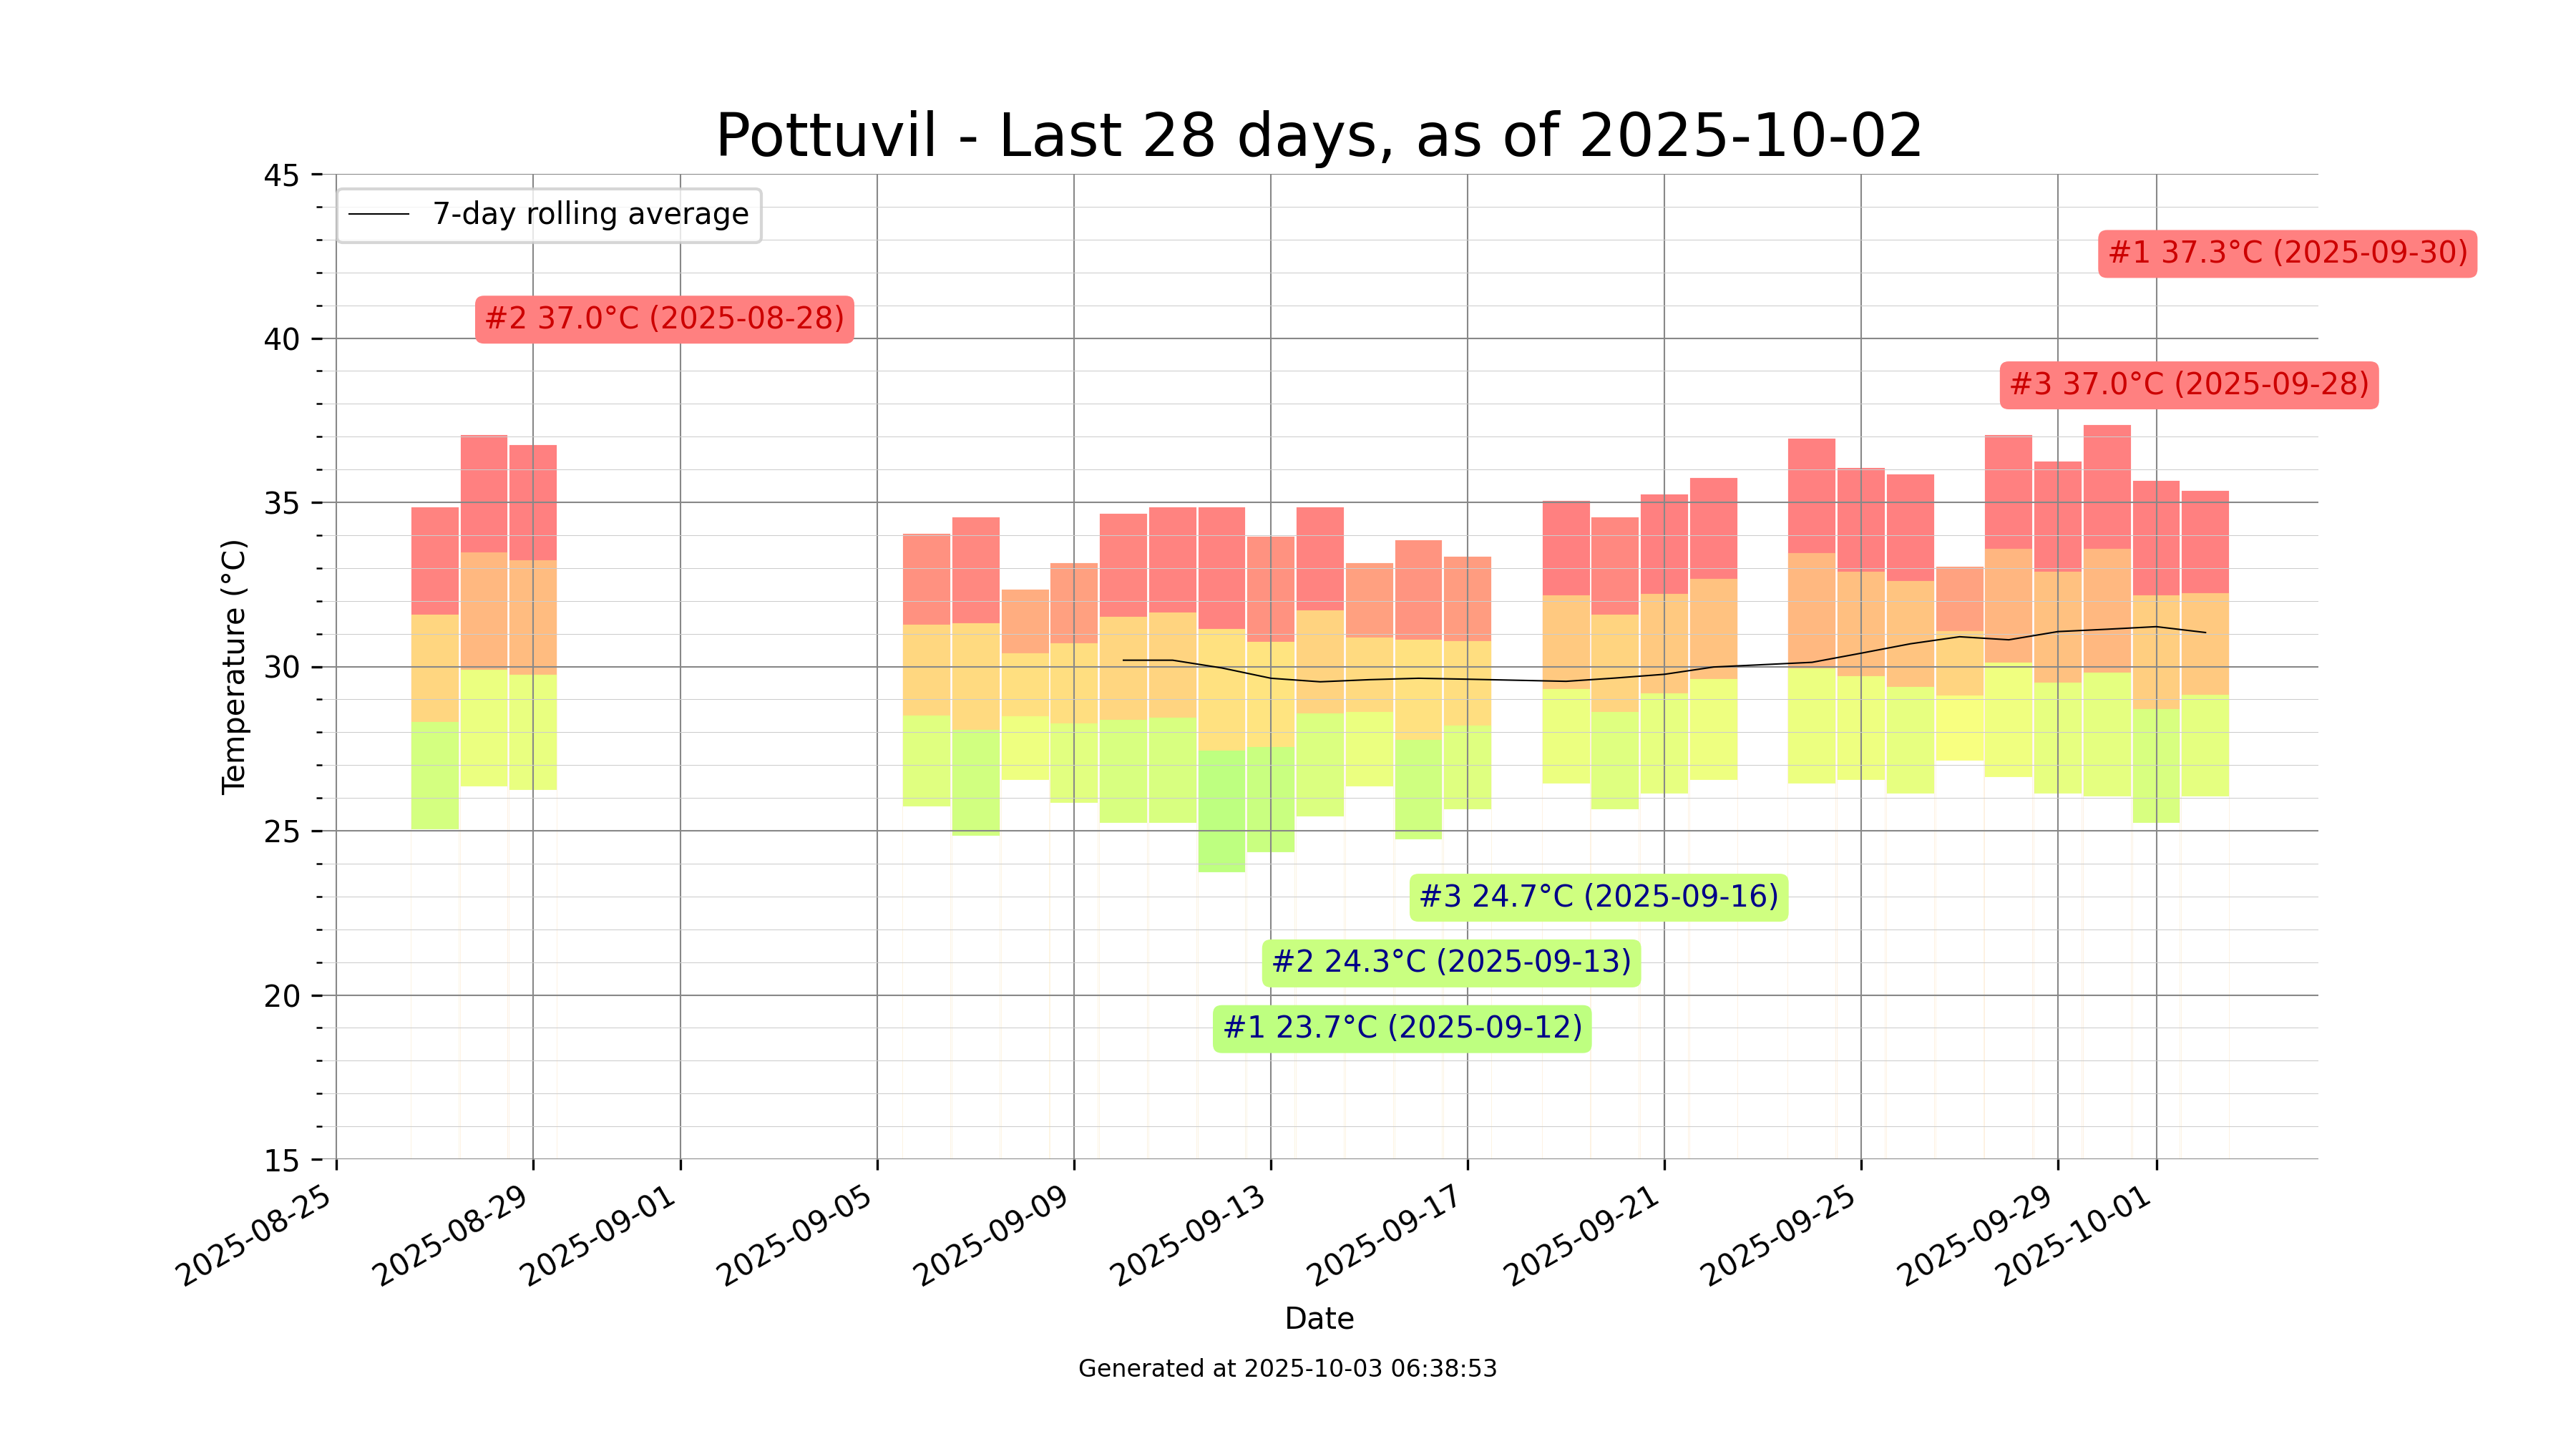 Pottuvil - Last 28 days, as of 2025-10-02
45
7-day rolling average
#1 37.3°C (2025-09-30)
#2 37.0°C (2025-08-28)
40
#3 37.0°C (2025-09-28)
35
Temperature (°C)
30
25
#3 24.7°C (2025-09-16)
#2 24.3°C (2025-09-13)
20
#1 23.7°C (2025-09-12)
15
2025-08-25
2025-08-29
2025-09-01
2025-09-05
2025-09-09
2025-09-13
2025-09-17
2025-09-21
2025-09-25
2025-09-29
2025-10-01
Date
Generated at 2025-10-03 06:38:53